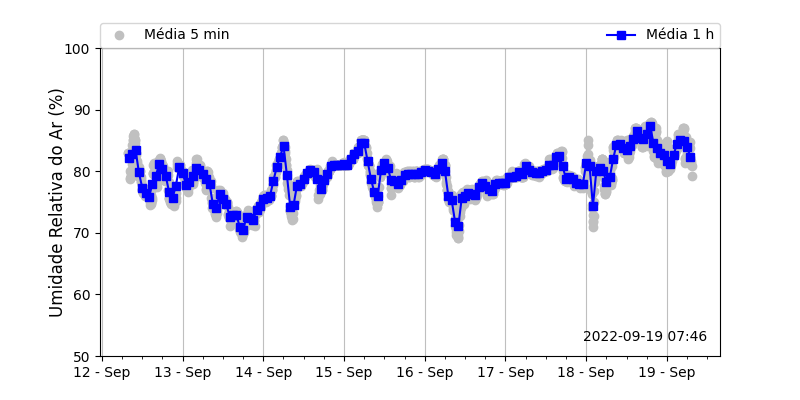 Média 5 min
Média 1 h
100
90
80
70
60
50
Umidade Relativa do Ar (%)
2022-09-19 07:46
12 - Sep
13 - Sep
14 - Sep
15 - Sep
16 - Sep
17 - Sep
18 - Sep
19 - Sep